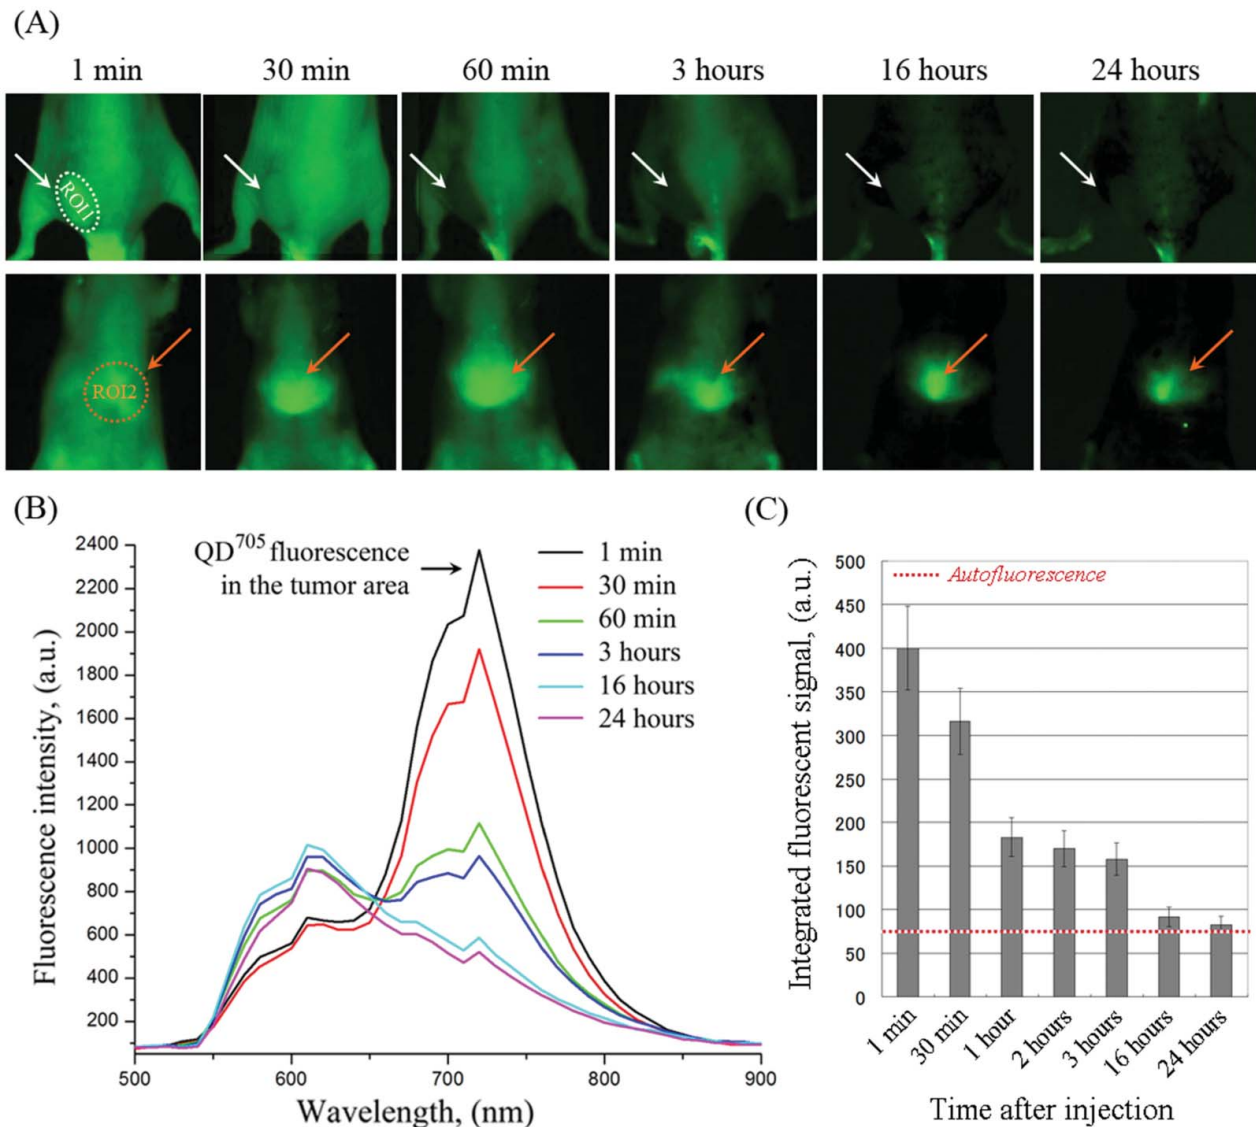 (A)
1 min 30 min 60 min 3 hours 16 hours 24 hours
ROI1
ROI2
(B)
QD705 fluorescence
in the tumor area
1 min
30 min
60 min
3 hours
16 hours
24 hours
Fluorescence intensity, (a.u.)
2400
2200
2000
1800
1600
1400
1200
1000
800
600
400
200
500 600 700 800 900
Wavelength, (nm)
(C)
Autofluorescence
Integrated fluorescent signal, (a.u.)
500
450
400
350
300
250
200
150
100
50
0
1 min 30 min 1 hour 2 hours 3 hours 16 hours 24 hours
Time after injection